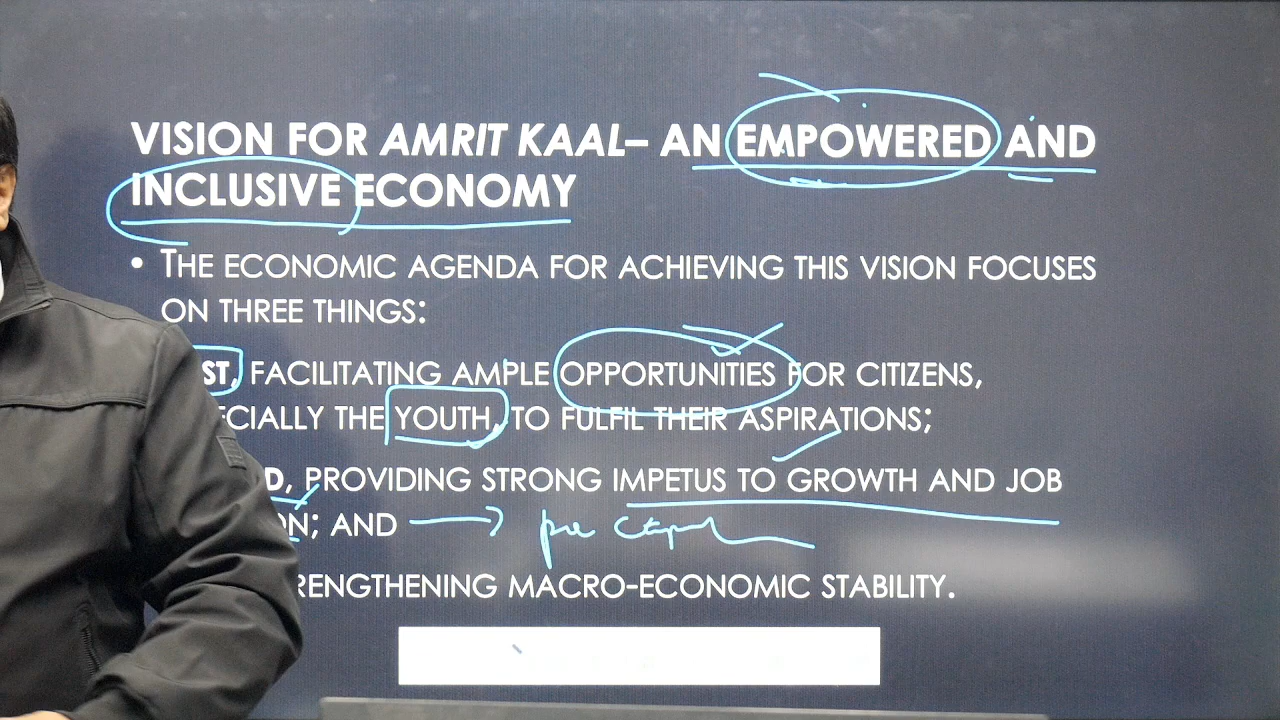 VISION FOR AMRIT KAAL– AN EMPOWERED AND
INCLUSIVE ECONOMY
• THE ECONOMIC AGENDA FOR ACHIEVING THIS VISION FOCUSES
ON THREE THINGS:
ST, FACILITATING AMPLE OPPORTUNITIES FOR CITIZENS,
ECIALLY THE YOUTH, TO FULFIL THEIR ASPIRATIONS;
D, PROVIDING STRONG IMPETUS TO GROWTH AND JOB
ON; AND
RENGTHENING MACRO-ECONOMIC STABILITY.